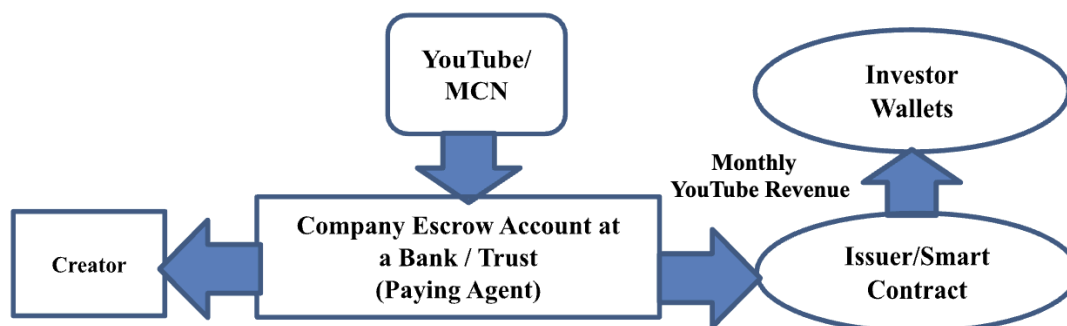 YouTube/
MCN
Investor
Wallets
Monthly
YouTube Revenue
Creator
Company Escrow Account at
a Bank / Trust
(Paying Agent)
Issuer/Smart
Contract